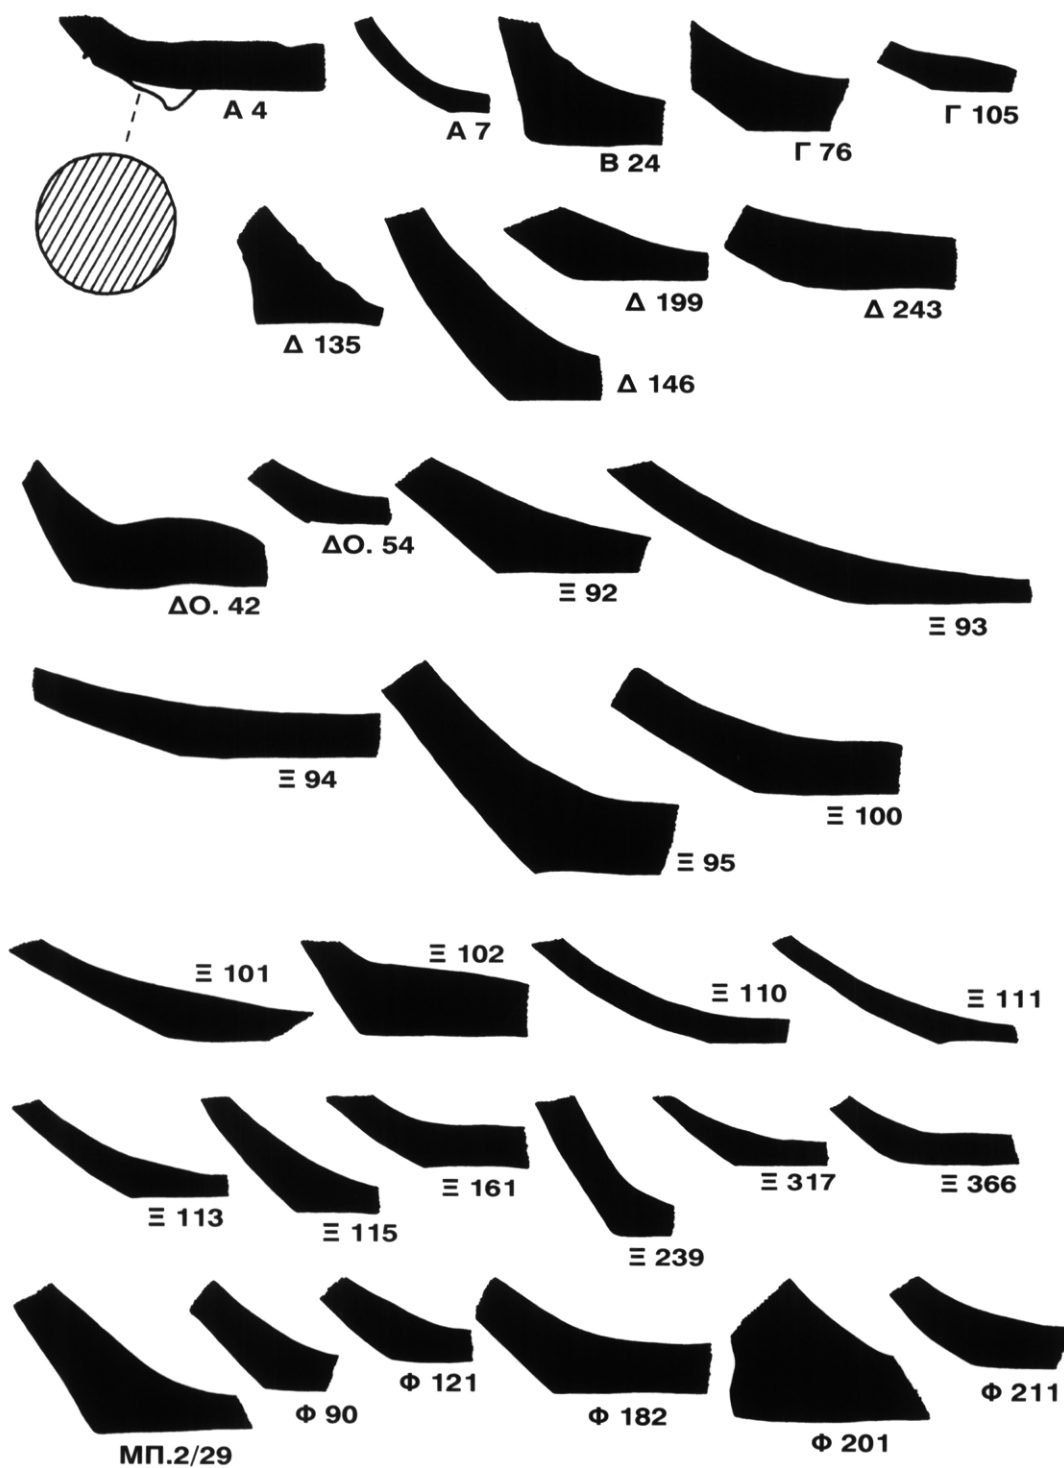 Α 4
Α 7
Β 24
Γ 76
Γ 105
Δ 135
Δ 146
Δ 199
Δ 243
ΔΟ. 42
ΔΟ. 54
Ξ 92
Ξ 93
Ξ 94
Ξ 95
Ξ 100
Ξ 101
Ξ 102
Ξ 110
Ξ 111
Ξ 113
Ξ 115
Ξ 161
Ξ 239
Ξ 317
Ξ 366
ΜΠ.2/29
Φ 90
Φ 121
Φ 182
Φ 201
Φ 211